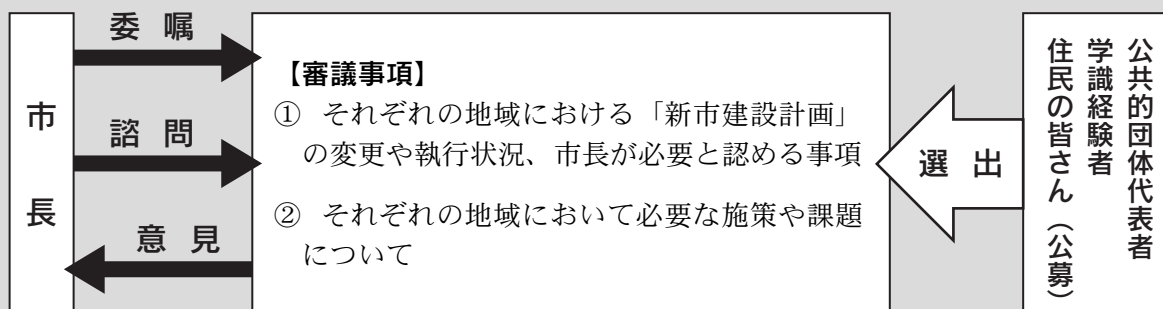 市長
委嘱
諮問
意見
【審議事項】
① それぞれの地域における「新市建設計画」
の変更や執行状況、市長が必要と認める事項
② それぞれの地域において必要な施策や課題
について
選出
公共的団体代表者
学識経験者
住民の皆さん（公募）